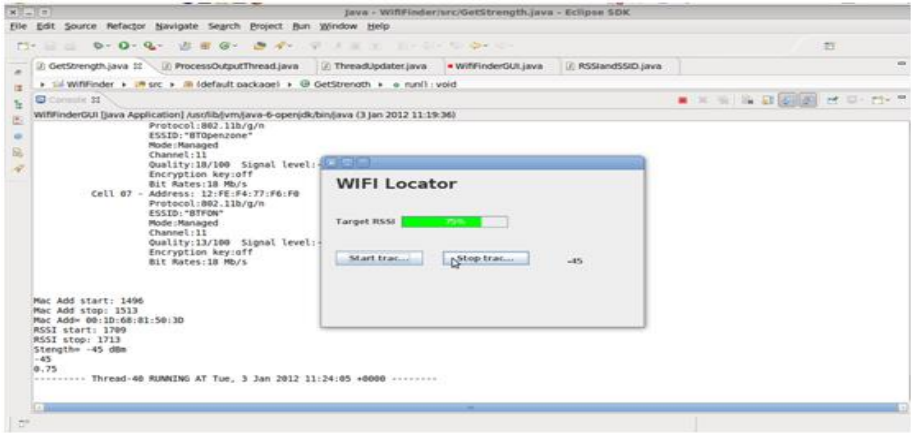 Java - WifiFinder/src/GetStrength.java - Eclipse SDK
File Edit Source Refactor Navigate Search Project Run Window Help
GetStrength.java ProcessOutputThread.java ThreadUpdater.java WifiFinderGUI.java RSSIandSSID.java
WifiFinder src (default package) GetStrength run() : void
Console
WifiFinderGUI [Java Application] /usr/lib/jvm/java-6-openjdk/bin/java (3 Jan 2012 11:19:36)
Protocol:802.11b/g/n
ESSID:"BTOpenzone"
Mode:Managed
Channel:11
Quality:18/100 Signal level:-
Encryption key:off
Bit Rates:18 Mb/s
Cell 07 - Address: 12:FE:F4:77:F6:F0
Protocol:802.11b/g/n
ESSID:"BTFON"
Mode:Managed
Channel:11
Quality:13/100 Signal level:-
Encryption key:off
Bit Rates:18 Mb/s
WIFI Locator
Target RSSI 75%
Start trac... Stop trac... -45
Mac Add start: 1496
Mac Add stop: 1513
Mac Add= 00:1D:68:81:50:3D
RSSI start: 1709
RSSI stop: 1713
Stength= -45 dBm
-45
0.75
--------- Thread-40 RUNNING AT Tue, 3 Jan 2012 11:24:05 +0000 --------